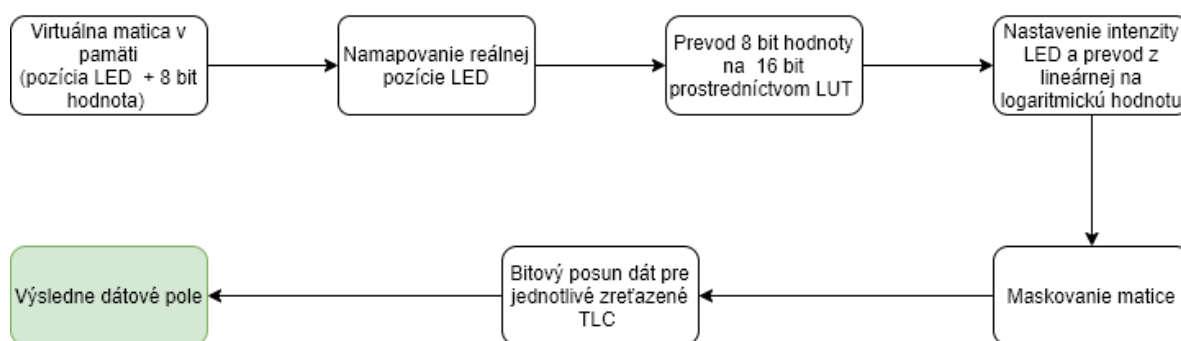 Virtuálna matica v
pamäti
(pozícia LED + 8 bit
hodnota)
Namapovanie reálnej
pozície LED
Prevod 8 bit hodnoty
na 16 bit
prostredníctvom LUT
Nastavenie intenzity
LED a prevod z
lineárnej na
logaritmickú hodnotu
Maskovanie matice
Bitový posun dát pre
jednotlivé zreťazené
TLC
Výsledne dátové pole